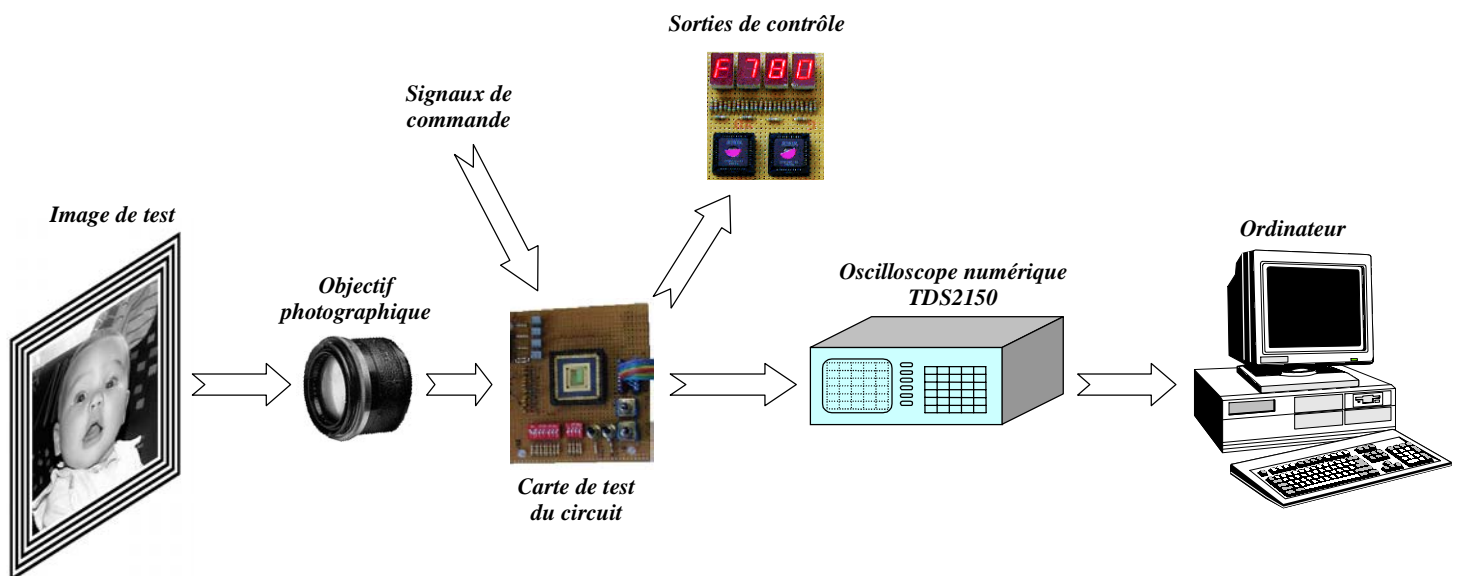 Sorties de contrôle
F780
Signaux de
commande
Image de test
Objectif
photographique
Oscilloscope numérique
TDS2150
Ordinateur
Carte de test
du circuit